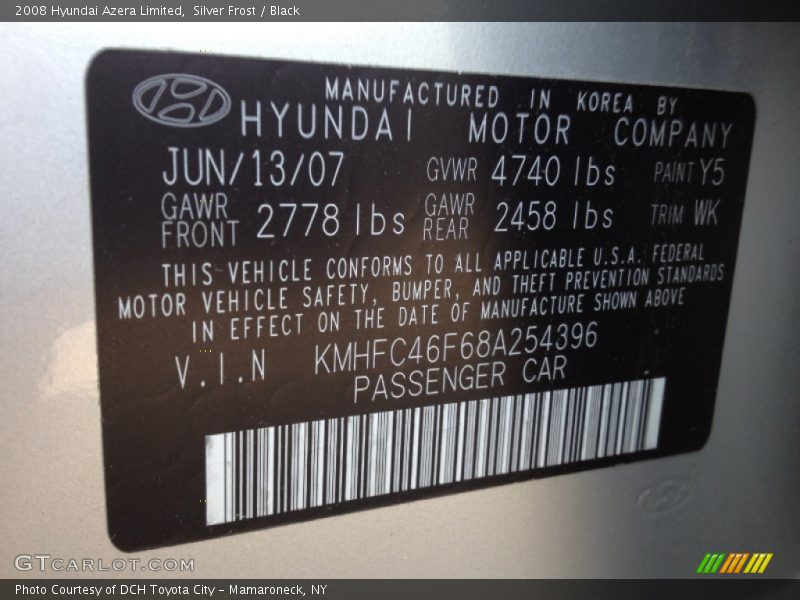 2008 Hyundai Azera Limited, Silver Frost / Black
MANUFACTURED IN KOREA BY
HYUNDAI MOTOR COMPANY
JUN/13/07 GVWR 4740 lbs PAINT Y5
GAWR FRONT 2778 lbs GAWR REAR 2458 lbs TRIM WK
THIS VEHICLE CONFORMS TO ALL APPLICABLE U.S.A. FEDERAL
MOTOR VEHICLE SAFETY, BUMPER, AND THEFT PREVENTION STANDARDS
IN EFFECT ON THE DATE OF MANUFACTURE SHOWN ABOVE
V.I.N KMHFC46F68A254396
PASSENGER CAR
GTCARLOT.COM
Photo Courtesy of DCH Toyota City - Mamaroneck, NY